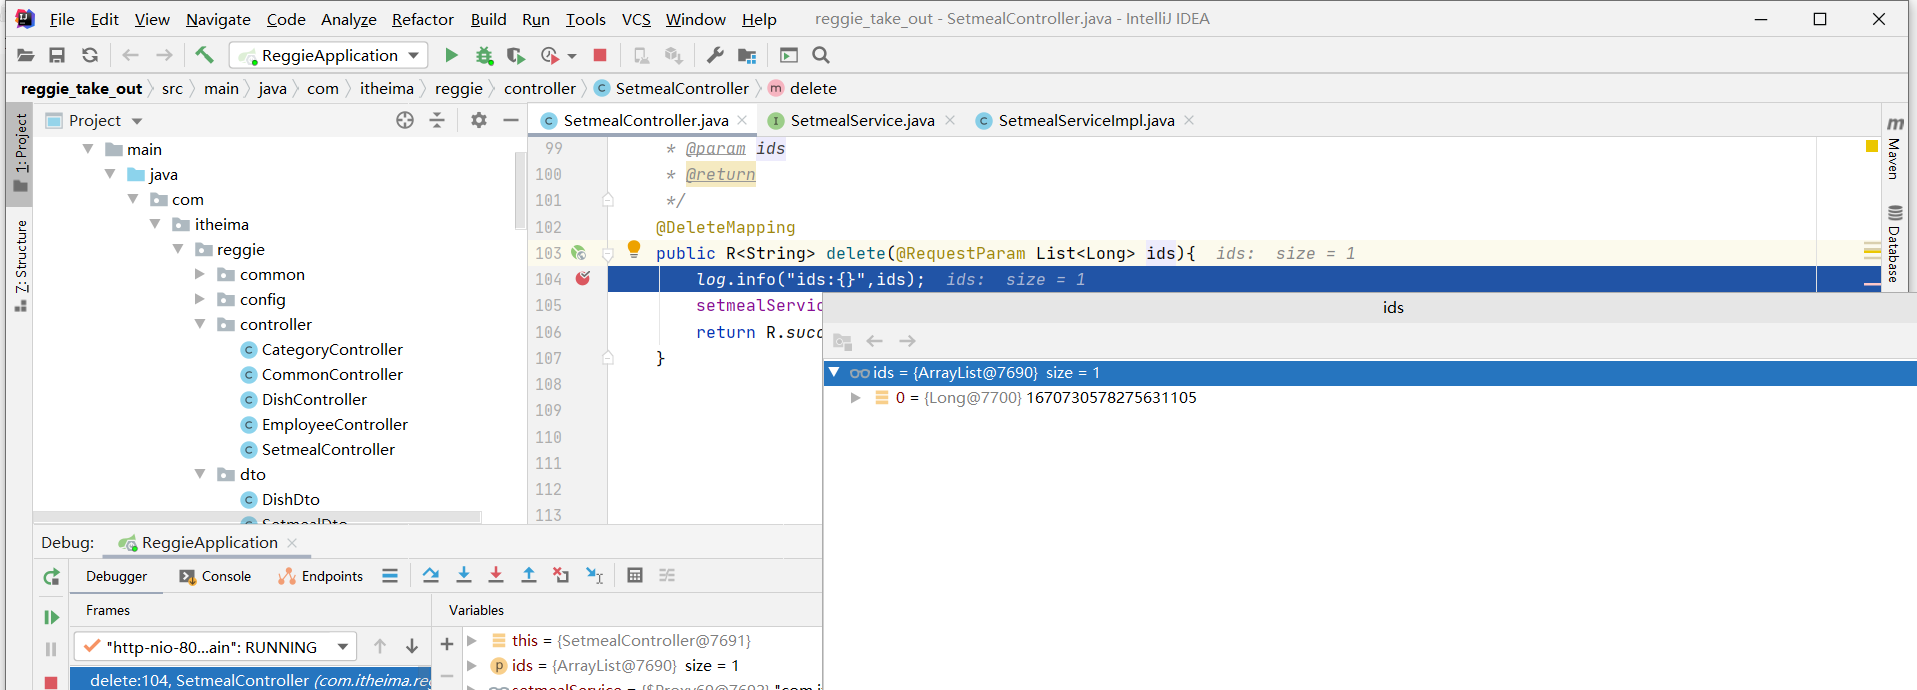 File Edit View Navigate Code Analyze Refactor Build Run Tools VCS Window Help reggie_take_out - SetmealController.java - IntelliJ IDEA
ReggieApplication
reggie_take_out src main java com itheima reggie controller SetmealController delete
1: Project
Z: Structure
Project
main
java
com
itheima
reggie
common
config
controller
CategoryController
CommonController
DishController
EmployeeController
SetmealController
dto
DishDto
SetmealDto
SetmealController.java SetmealService.java SetmealServiceImpl.java
99 * @param ids
100 * @return
101 */
102 @DeleteMapping
103 public R<String> delete(@RequestParam List<Long> ids){ ids: size = 1
104 log.info("ids:{}",ids); ids: size = 1
105 setmealServic
106 return R.succ
107 }
108
109
110
111
112
113
ids
ids = {ArrayList@7690} size = 1
0 = {Long@7700} 1670730578275631105
Maven
Database
Debug: ReggieApplication
Debugger Console Endpoints
Frames Variables
"http-nio-80...ain": RUNNING
delete:104, SetmealController (com.itheima.re
this = {SetmealController@7691}
ids = {ArrayList@7690} size = 1
setmealService = {$Proxy69@7692} "com.i